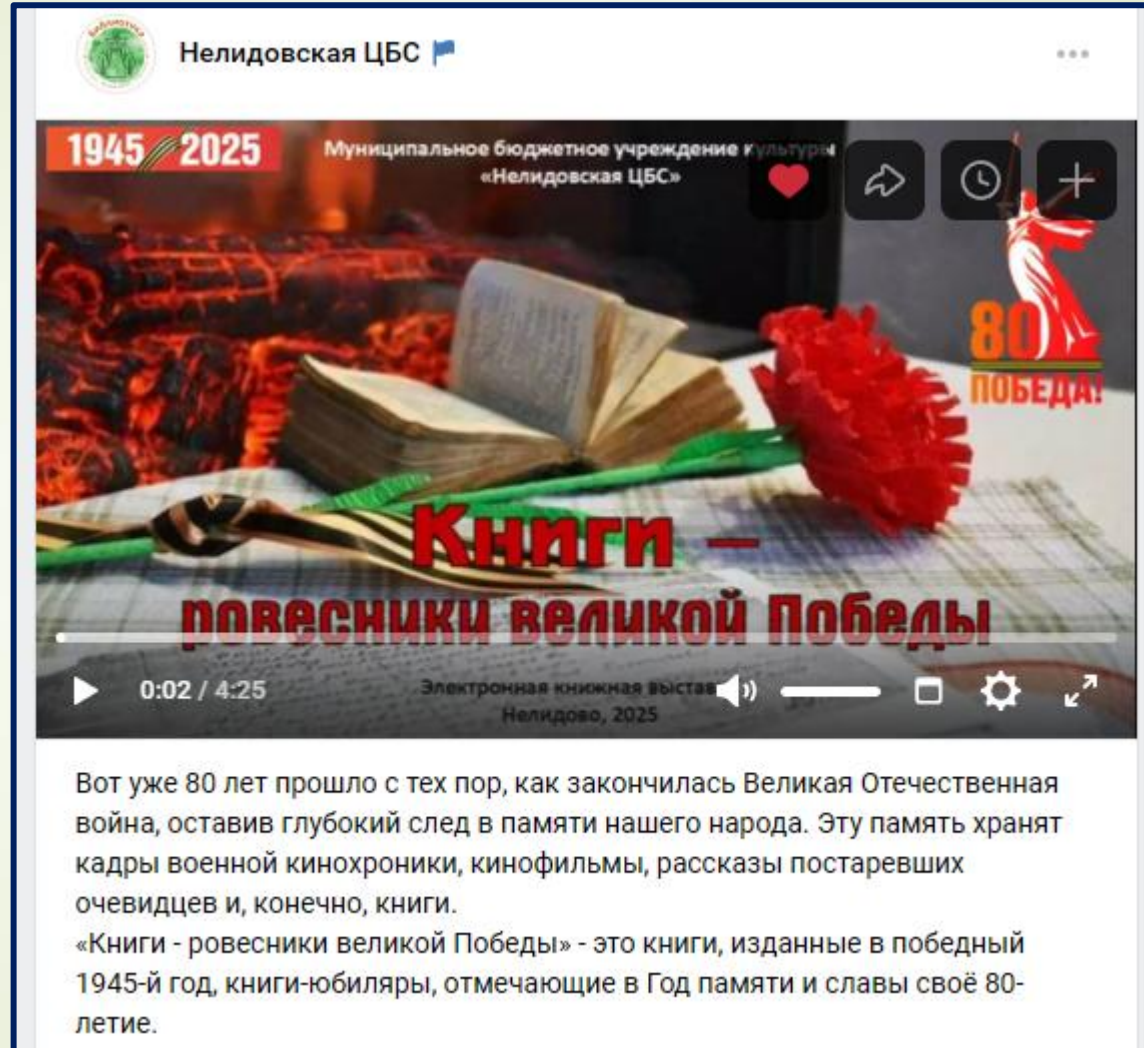 Нелидовская ЦБС
1945 2025
Муниципальное бюджетное учреждение культуры
«Нелидовская ЦБС»
80
ПОБЕДА!
Книги –
ровесники великой Победы
0:02 / 4:25
Электронная книжная
Нелидово, 2025
Вот уже 80 лет прошло с тех пор, как закончилась Великая Отечественная
война, оставив глубокий след в памяти нашего народа. Эту память хранят
кадры военной кинохроники, кинофильмы, рассказы постаревших
очевидцев и, конечно, книги.
«Книги - ровесники великой Победы» - это книги, изданные в победный
1945-й год, книги-юбиляры, отмечающие в Год памяти и славы своё 80-
летие.